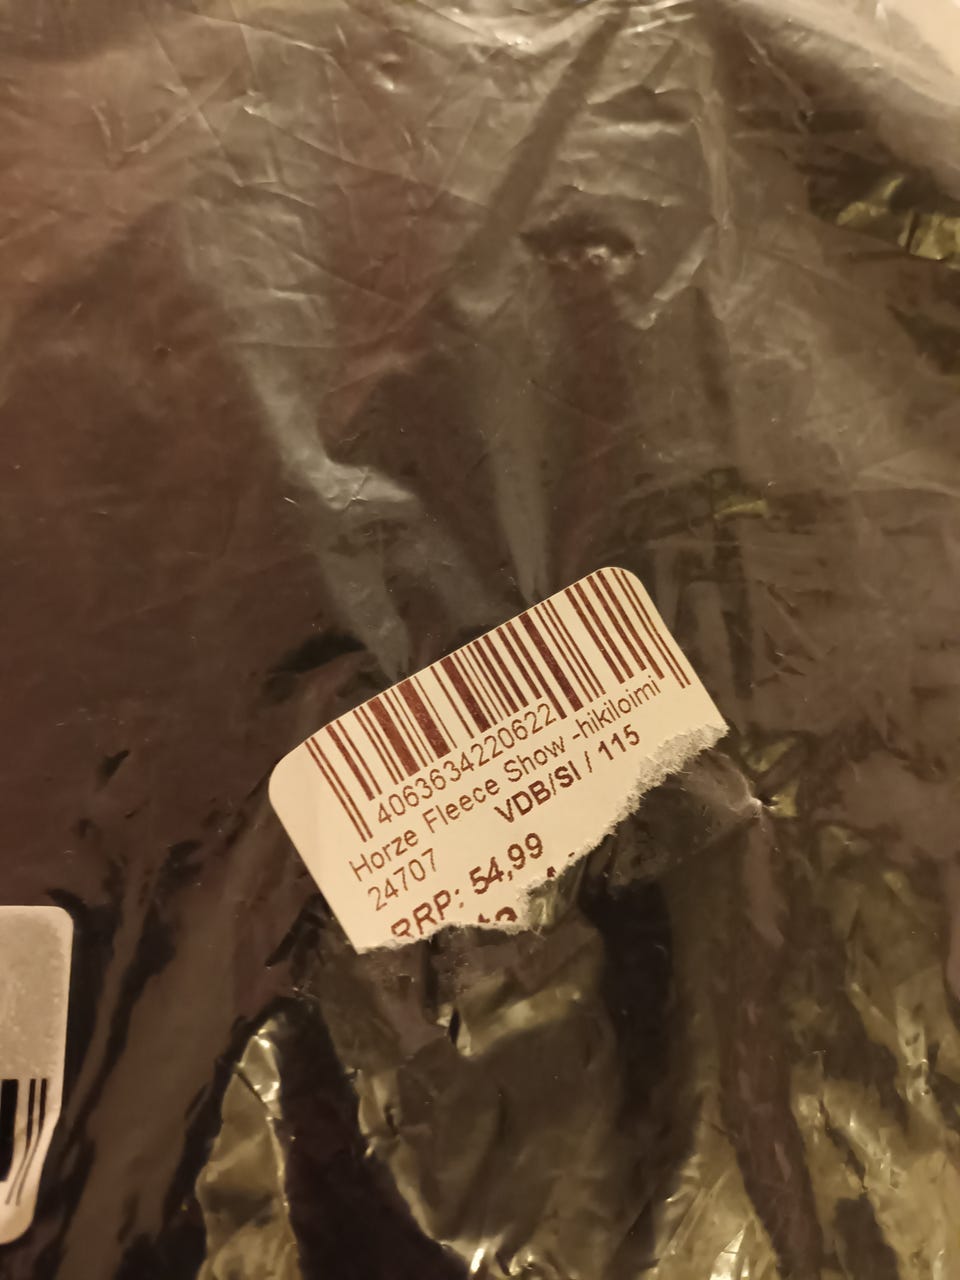 4063634220622
Horze Fleece Show -hikiloimi
24707 VDB/SI / 115
RRP: 54,99